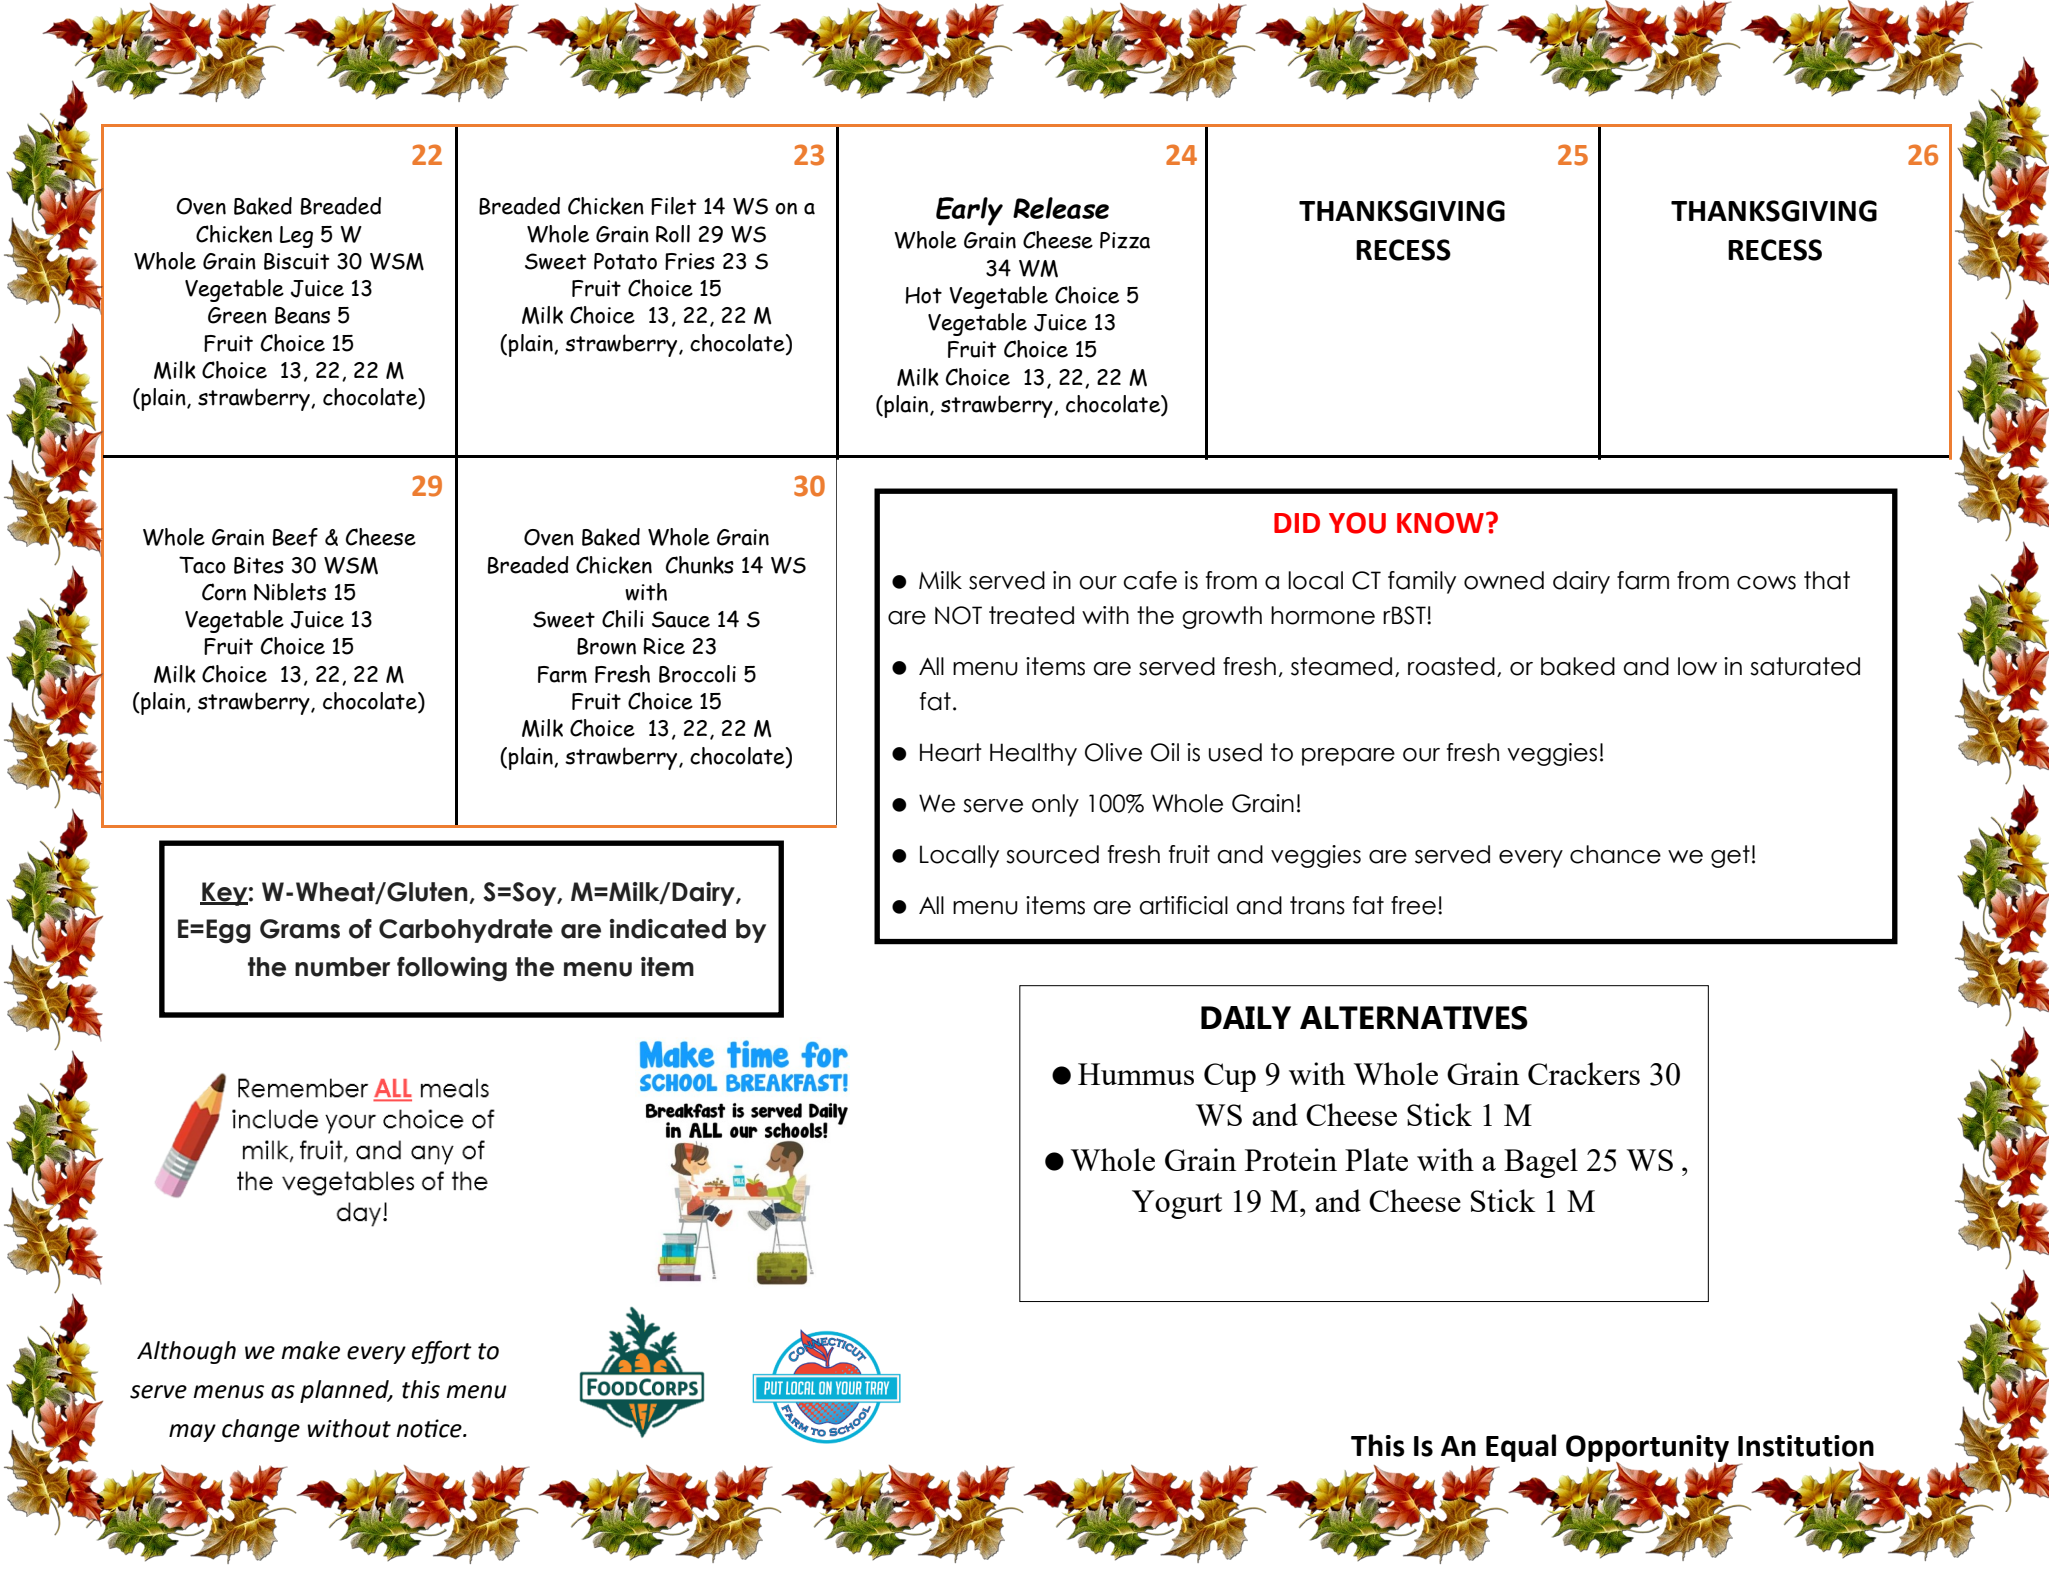 22
Oven Baked Breaded
Chicken Leg 5 W
Whole Grain Biscuit 30 WSM
Vegetable Juice 13
Green Beans 5
Fruit Choice 15
Milk Choice  13, 22, 22 M
(plain, strawberry, chocolate)
23
Breaded Chicken Filet 14 WS on a
Whole Grain Roll 29 WS
Sweet Potato Fries 23 S
Fruit Choice 15
Milk Choice  13, 22, 22 M
(plain, strawberry, chocolate)
24
Early Release
Whole Grain Cheese Pizza
34 WM
Hot Vegetable Choice 5
Vegetable Juice 13
Fruit Choice 15
Milk Choice  13, 22, 22 M
(plain, strawberry, chocolate)
25
THANKSGIVING
RECESS
26
THANKSGIVING
RECESS
29
Whole Grain Beef & Cheese
Taco Bites 30 WSM
Corn Niblets 15
Vegetable Juice 13
Fruit Choice 15
Milk Choice  13, 22, 22 M
(plain, strawberry, chocolate)
30
Oven Baked Whole Grain
Breaded Chicken  Chunks 14 WS
with
Sweet Chili Sauce 14 S
Brown Rice 23
Farm Fresh Broccoli 5
Fruit Choice 15
Milk Choice  13, 22, 22 M
(plain, strawberry, chocolate)
DID YOU KNOW?
● Milk served in our cafe is from a local CT family owned dairy farm from cows that
are NOT treated with the growth hormone rBST!
● All menu items are served fresh, steamed, roasted, or baked and low in saturated
fat.
● Heart Healthy Olive Oil is used to prepare our fresh veggies!
● We serve only 100% Whole Grain!
● Locally sourced fresh fruit and veggies are served every chance we get!
● All menu items are artificial and trans fat free!
Key: W-Wheat/Gluten, S=Soy, M=Milk/Dairy,
E=Egg Grams of Carbohydrate are indicated by
the number following the menu item
Remember ALL meals
include your choice of
milk, fruit, and any of
the vegetables of the
day!
Make time for
SCHOOL BREAKFAST!
Breakfast is served Daily
in ALL our schools!
MILK
DAILY ALTERNATIVES
● Hummus Cup 9 with Whole Grain Crackers 30
WS and Cheese Stick 1 M
● Whole Grain Protein Plate with a Bagel 25 WS ,
Yogurt 19 M, and Cheese Stick 1 M
Although we make every effort to
serve menus as planned, this menu
may change without notice.
FOODCORPS
CONNECTICUT
PUT LOCAL ON YOUR TRAY
FARM TO SCHOOL
This Is An Equal Opportunity Institution